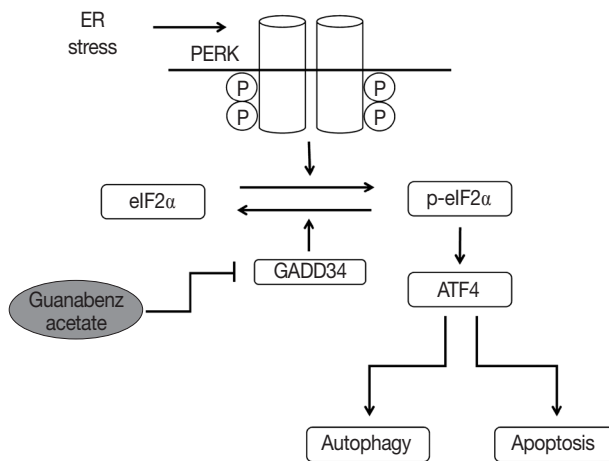 ER
stress
PERK
P
P
P
P
eIF2α
p-eIF2α
GADD34
ATF4
Guanabenz
acetate
Autophagy
Apoptosis